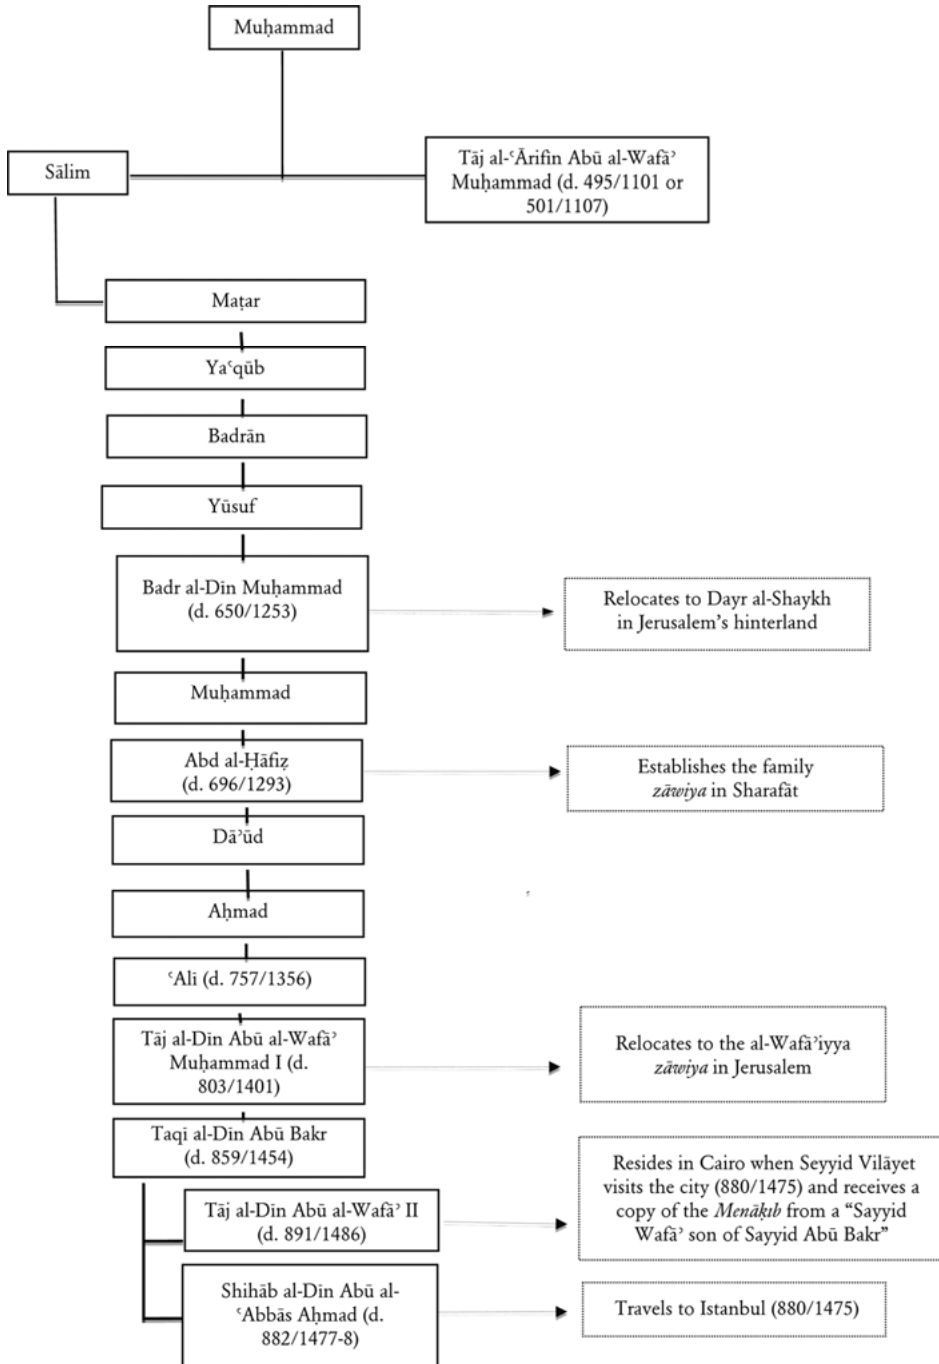 Muḥammad
Sālim
Tāj al-ʿĀrifīn Abū al-Wafāʾ
Muḥammad (d. 495/1101 or
501/1107)
Maṭar
Yaʿqūb
Badrān
Yūsuf
Badr al-Dīn Muḥammad
(d. 650/1253)
Relocates to Dayr al-Shaykh
in Jerusalem’s hinterland
Muḥammad
Abd al-Ḥāfiẓ
(d. 696/1293)
Establishes the family
zāwiya in Sharafāt
Dāʾūd
Aḥmad
ʿAlī (d. 757/1356)
Tāj al-Dīn Abū al-Wafāʾ
Muḥammad I (d.
803/1401)
Relocates to the al-Wafāʾiyya
zāwiya in Jerusalem
Taqī al-Dīn Abū Bakr
(d. 859/1454)
Tāj al-Dīn Abū al-Wafāʾ II
(d. 891/1486)
Resides in Cairo when Seyyid Vilāyet
visits the city (880/1475) and receives a
copy of the Menāḳıb from a “Sayyid
Wafāʾ son of Sayyid Abū Bakr”
Shihāb al-Dīn Abū al-
ʿAbbās Aḥmad (d.
882/1477-8)
Travels to Istanbul (880/1475)